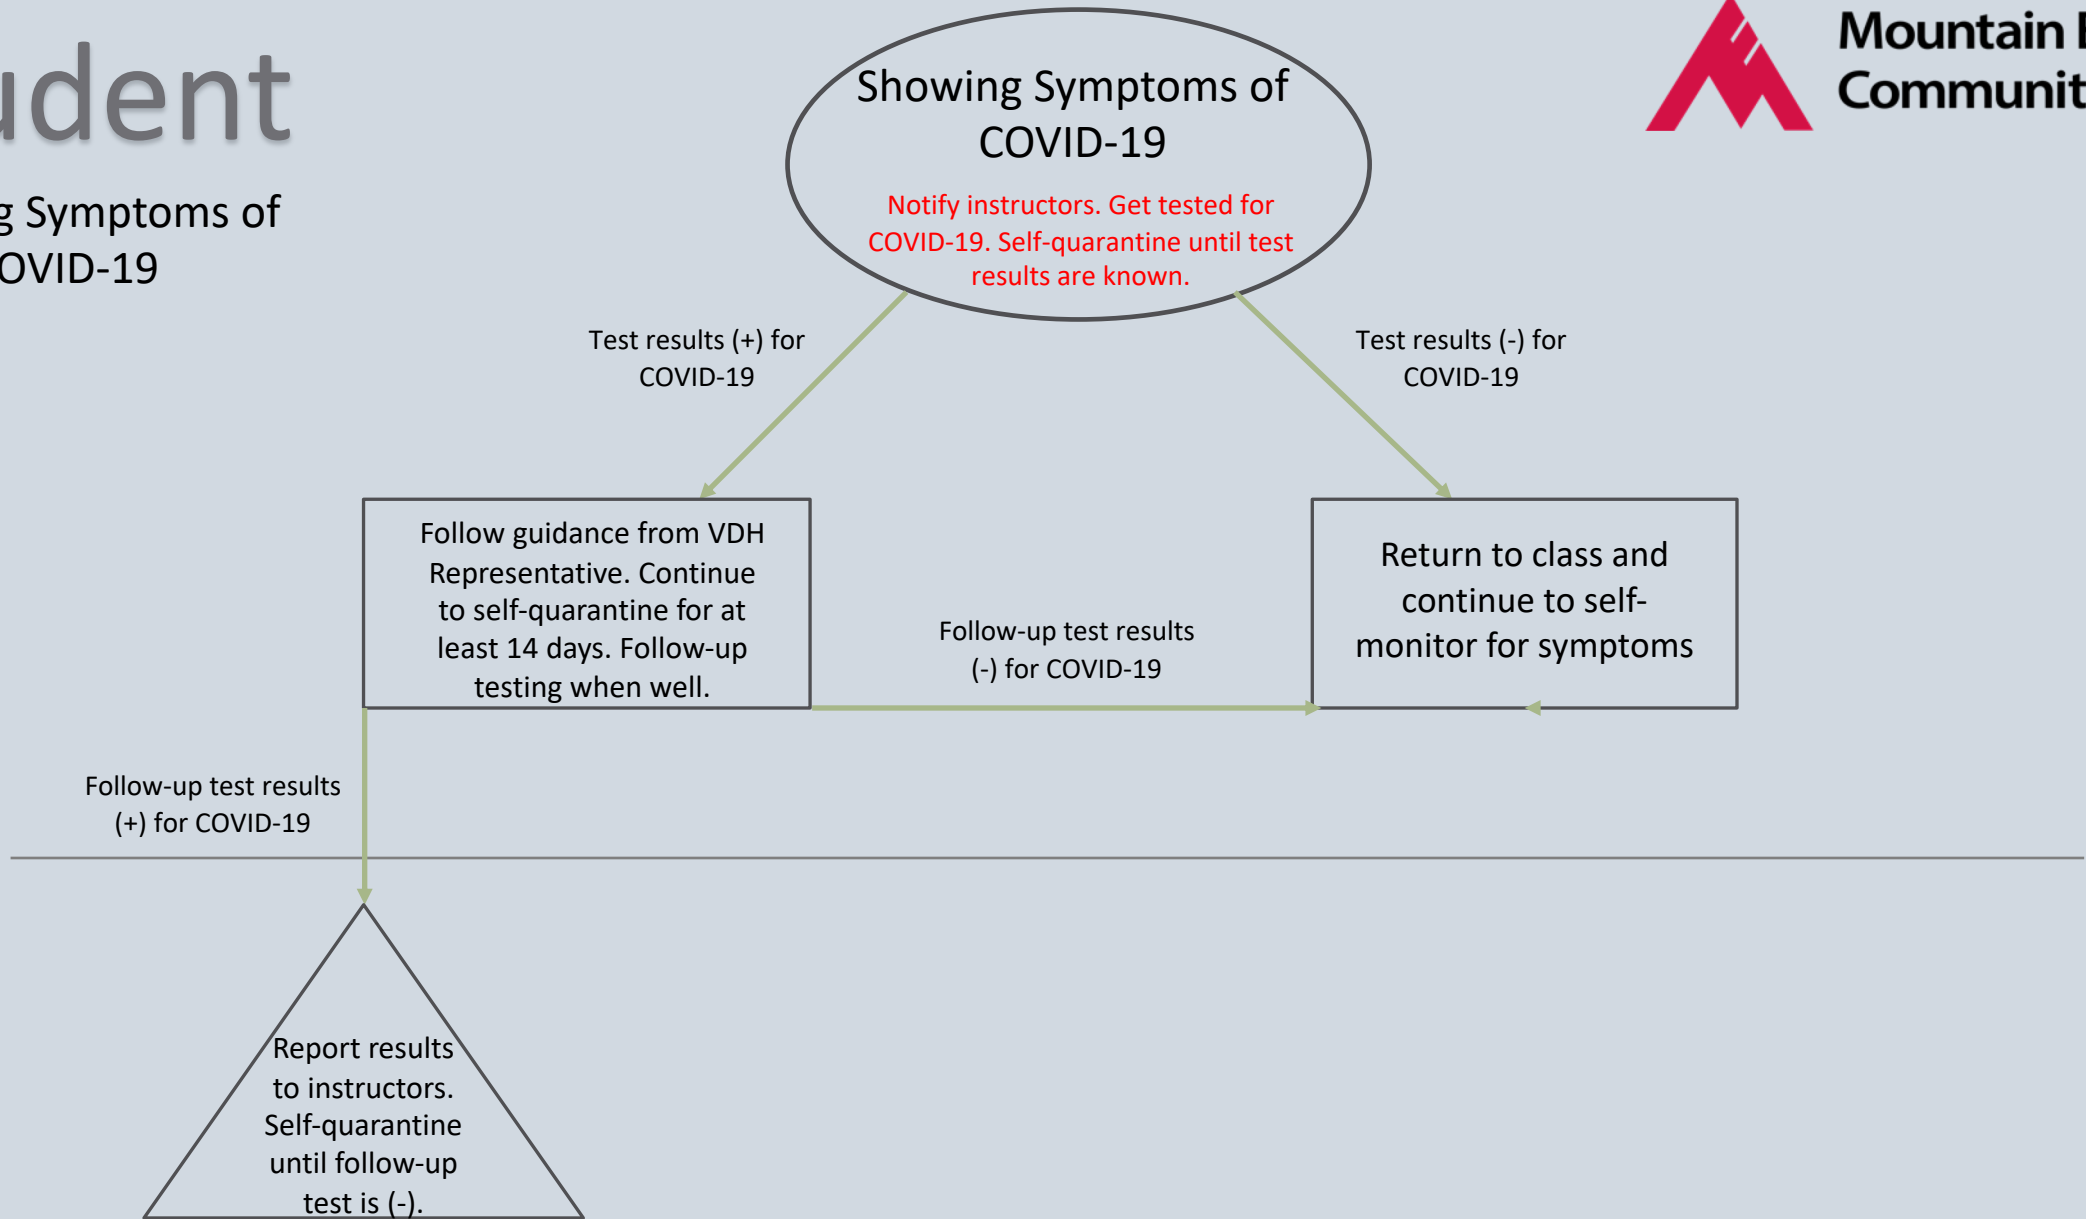 udent
g Symptoms of
OVID-19
Showing Symptoms of
COVID-19
Notify instructors. Get tested for
COVID-19. Self-quarantine until test
results are known.
Mountain
Communit
Test results (+) for
COVID-19
Test results (-) for
COVID-19
Follow guidance from VDH
Representative. Continue
to self-quarantine for at
least 14 days. Follow-up
testing when well.
Follow-up test results
(-) for COVID-19
Return to class and
continue to self-
monitor for symptoms
Follow-up test results
(+) for COVID-19
Report results
to instructors.
Self-quarantine
until follow-up
test is (-).